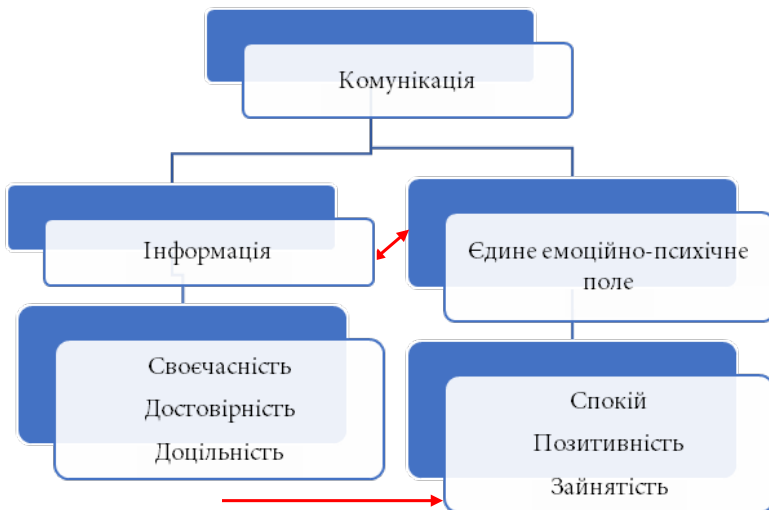 Комунікація
Інформація
Єдине емоційно-психічне
поле
Своєчасність
Достовірність
Доцільність
Спокій
Позитивність
Зайнятість